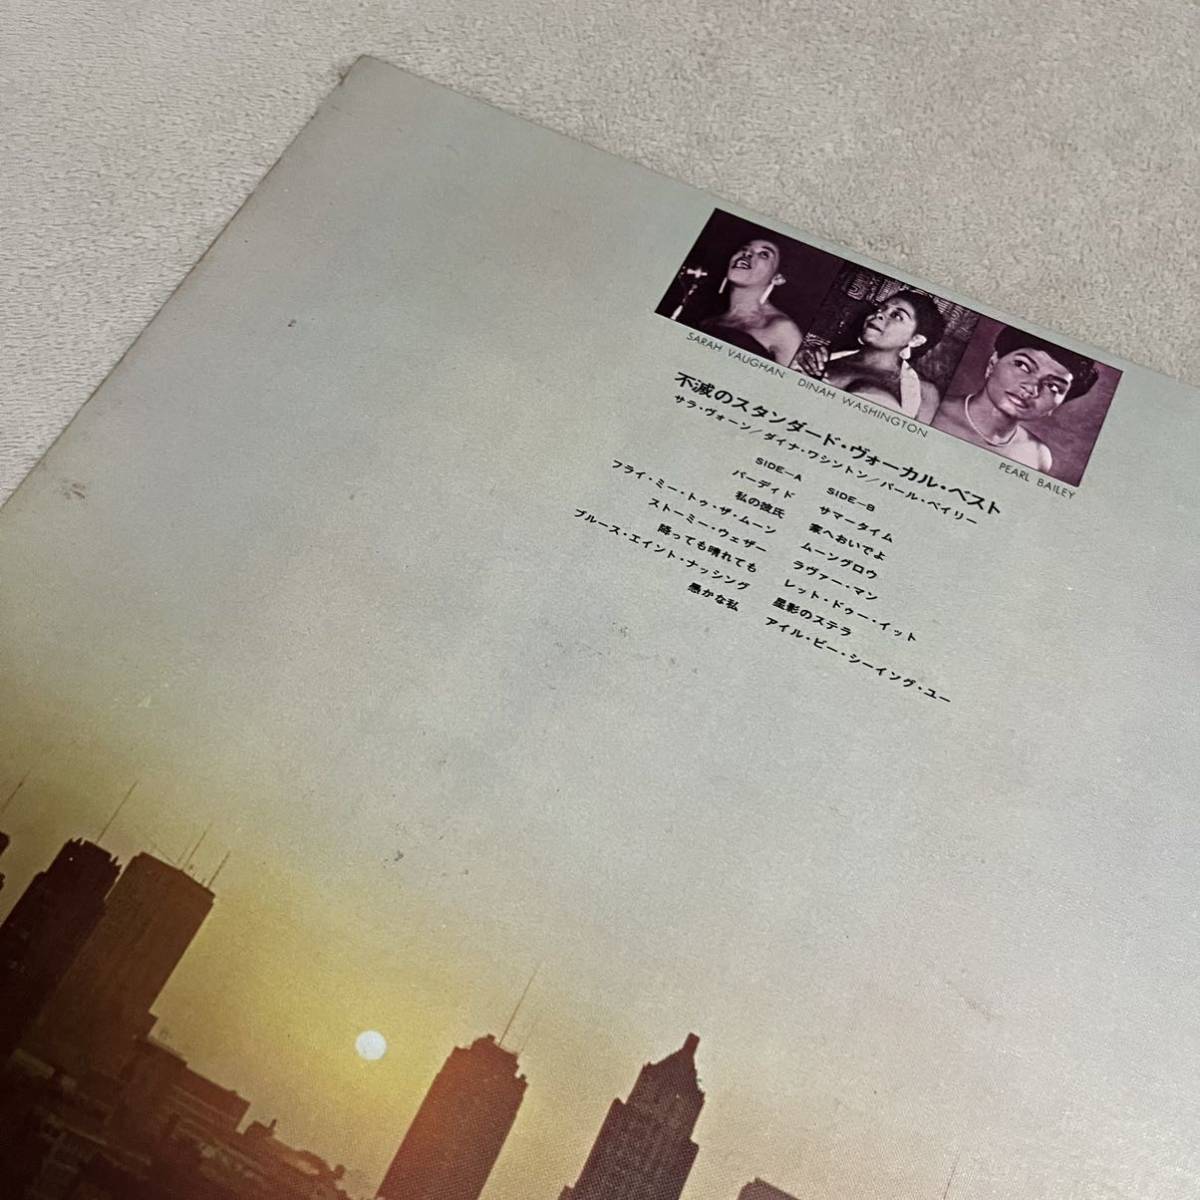 SARAH VAUGHAN DINAH WASHINGTON PEARL BAILEY
不滅のスタンダード・ヴォーカル・ベスト
サラ・ヴォーン/ダイナ・ワシントン/パール・ベイリー
SIDE—A
パーディド
私の彼氏
フライ・ミー・トゥ・ザ・ムーン
ストーミー・ウェザー
降っても晴れても
ブルース・エイント・ナッシング
愚かな私
SIDE—B
サマータイム
家へおいでよ
ムーングロウ
ラヴァー・マン
レット・ドゥー・イット
星影のステラ
アイル・ビー・シーイング・ユー